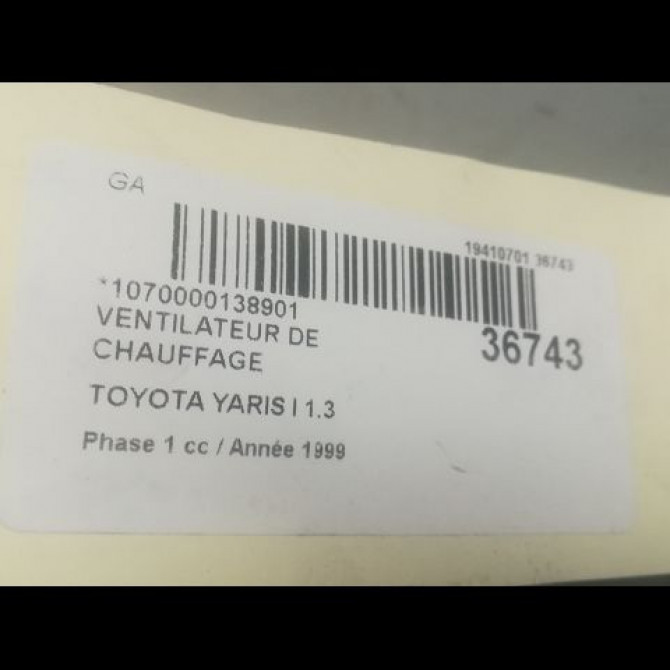 GA
19410701 36743
*1070000138901
36743
VENTILATEUR DE
CHAUFFAGE
TOYOTA YARIS I 1.3
Phase 1 cc / Année 1999